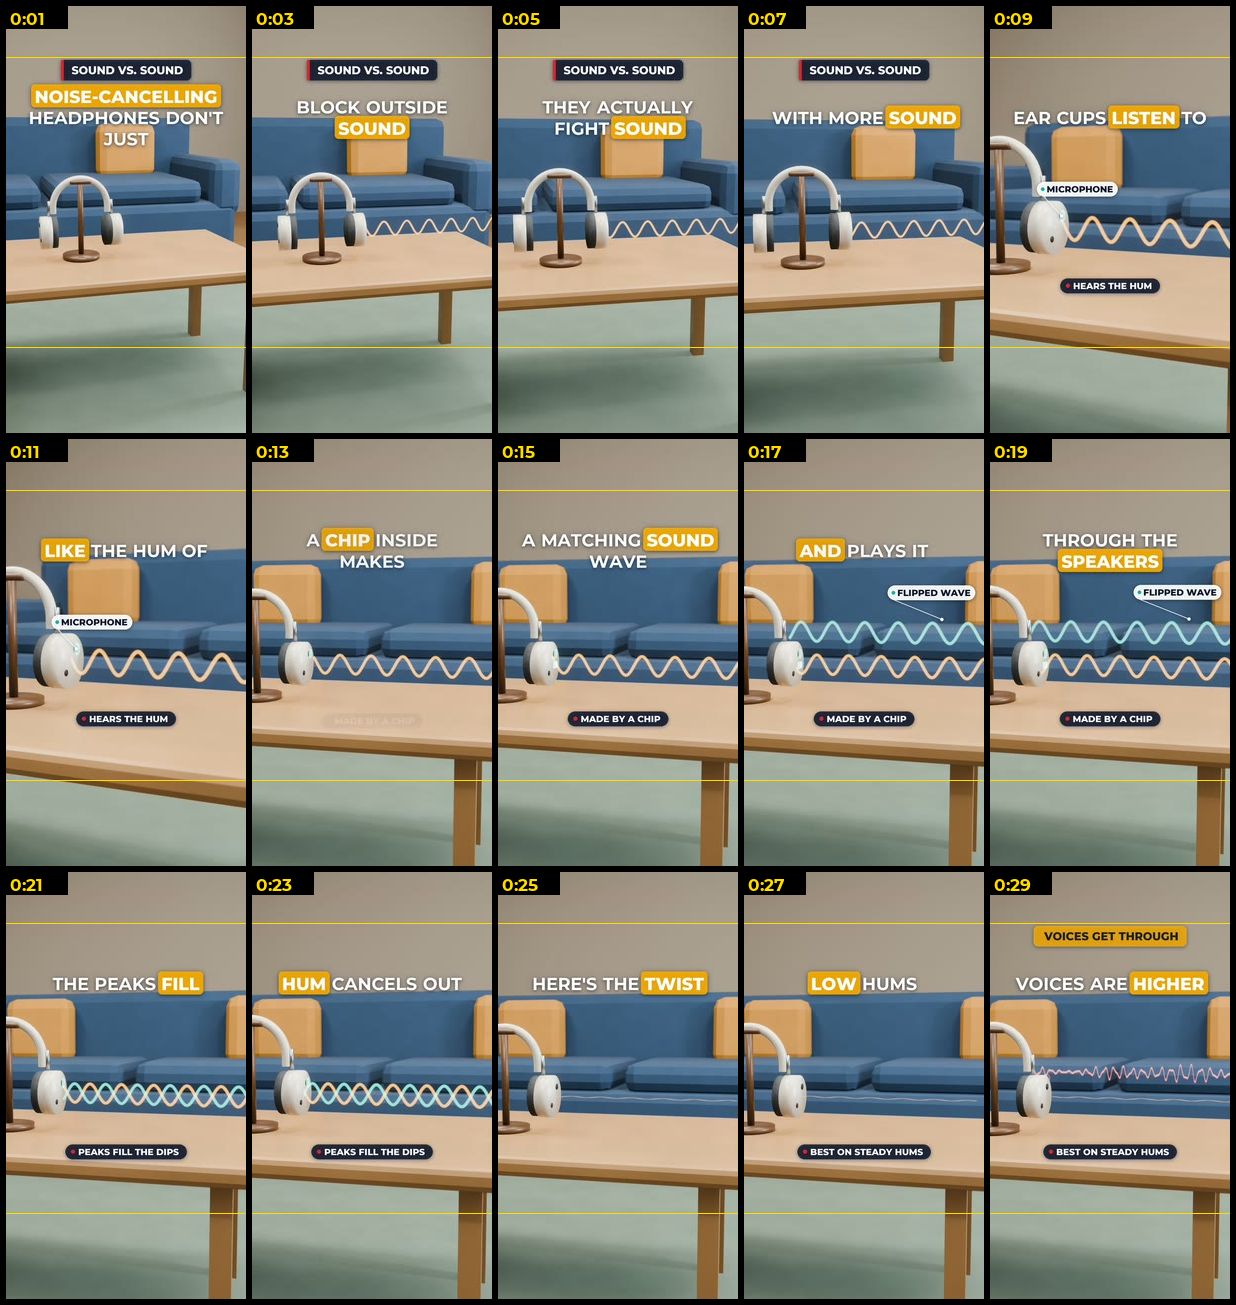 0:01
SOUND VS. SOUND
NOISE-CANCELLING
HEADPHONES DON'T
JUST
0:03
SOUND VS. SOUND
BLOCK OUTSIDE
SOUND
0:05
SOUND VS. SOUND
THEY ACTUALLY
FIGHT SOUND
0:07
SOUND VS. SOUND
WITH MORE SOUND
0:09
EAR CUPS LISTEN TO
MICROPHONE
HEARS THE HUM
0:11
LIKE THE HUM OF
MICROPHONE
HEARS THE HUM
0:13
A CHIP INSIDE
MAKES
MADE BY A CHIP
0:15
A MATCHING SOUND
WAVE
MADE BY A CHIP
0:17
AND PLAYS IT
FLIPPED WAVE
MADE BY A CHIP
0:19
THROUGH THE
SPEAKERS
FLIPPED WAVE
MADE BY A CHIP
0:21
THE PEAKS FILL
PEAKS FILL THE DIPS
0:23
HUM CANCELS OUT
PEAKS FILL THE DIPS
0:25
HERE'S THE TWIST
0:27
LOW HUMS
BEST ON STEADY HUMS
0:29
VOICES GET THROUGH
VOICES ARE HIGHER
BEST ON STEADY HUMS